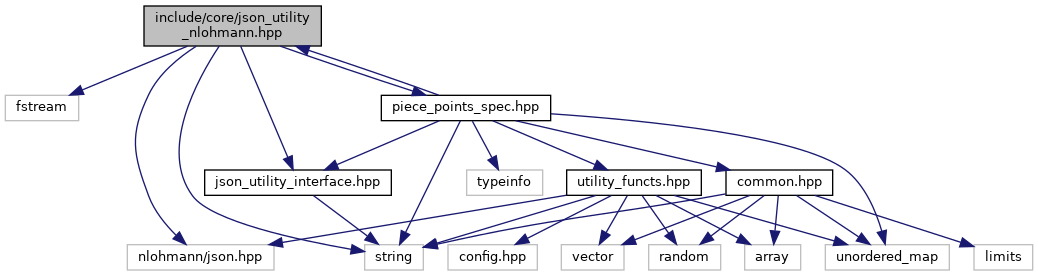 include/core/json_utility
_nlohmann.hpp
fstream
piece_points_spec.hpp
json_utility_interface.hpp
typeinfo
utility_functs.hpp
common.hpp
nlohmann/json.hpp
string
config.hpp
vector
random
array
unordered_map
limits